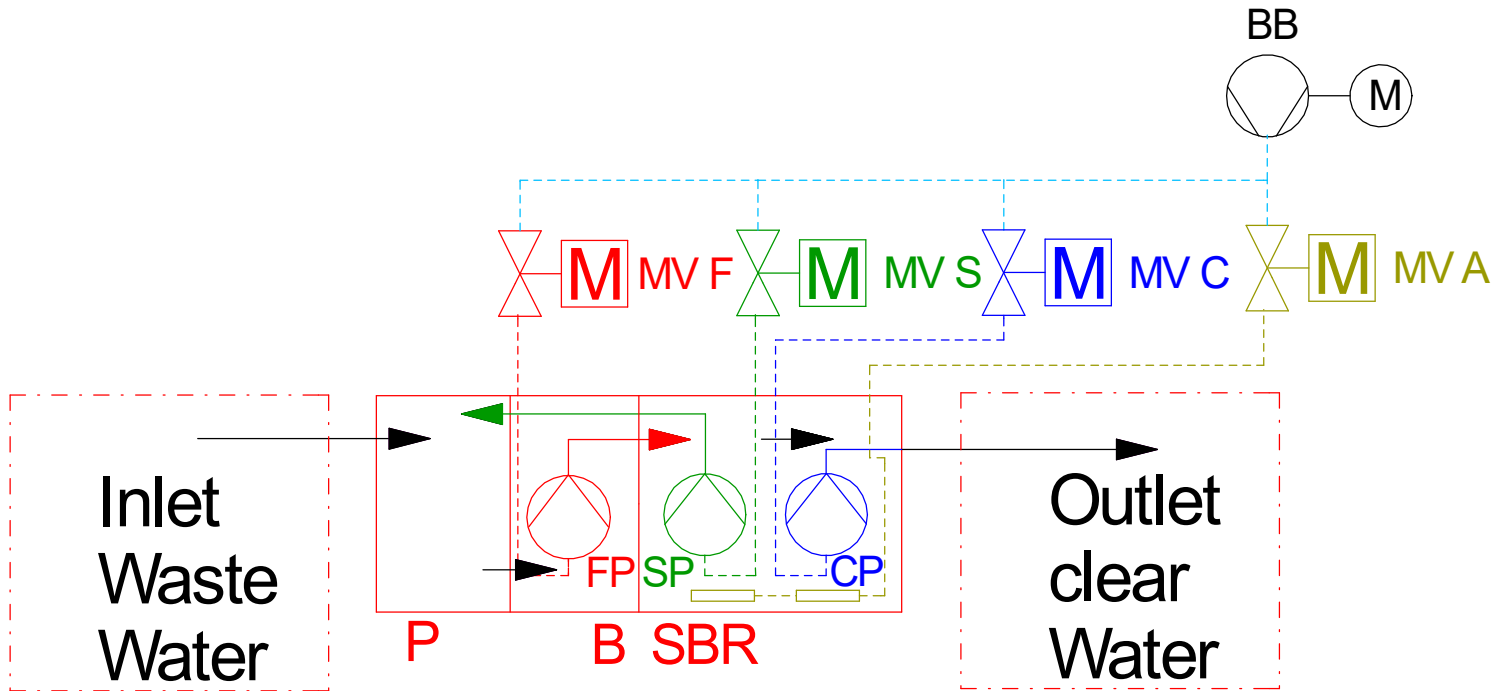 BB
M
M MV F
M MV S
M MV C
M MV A
Inlet
Waste
Water
FP
SP
CP
P
B
SBR
Outlet
clear
Water